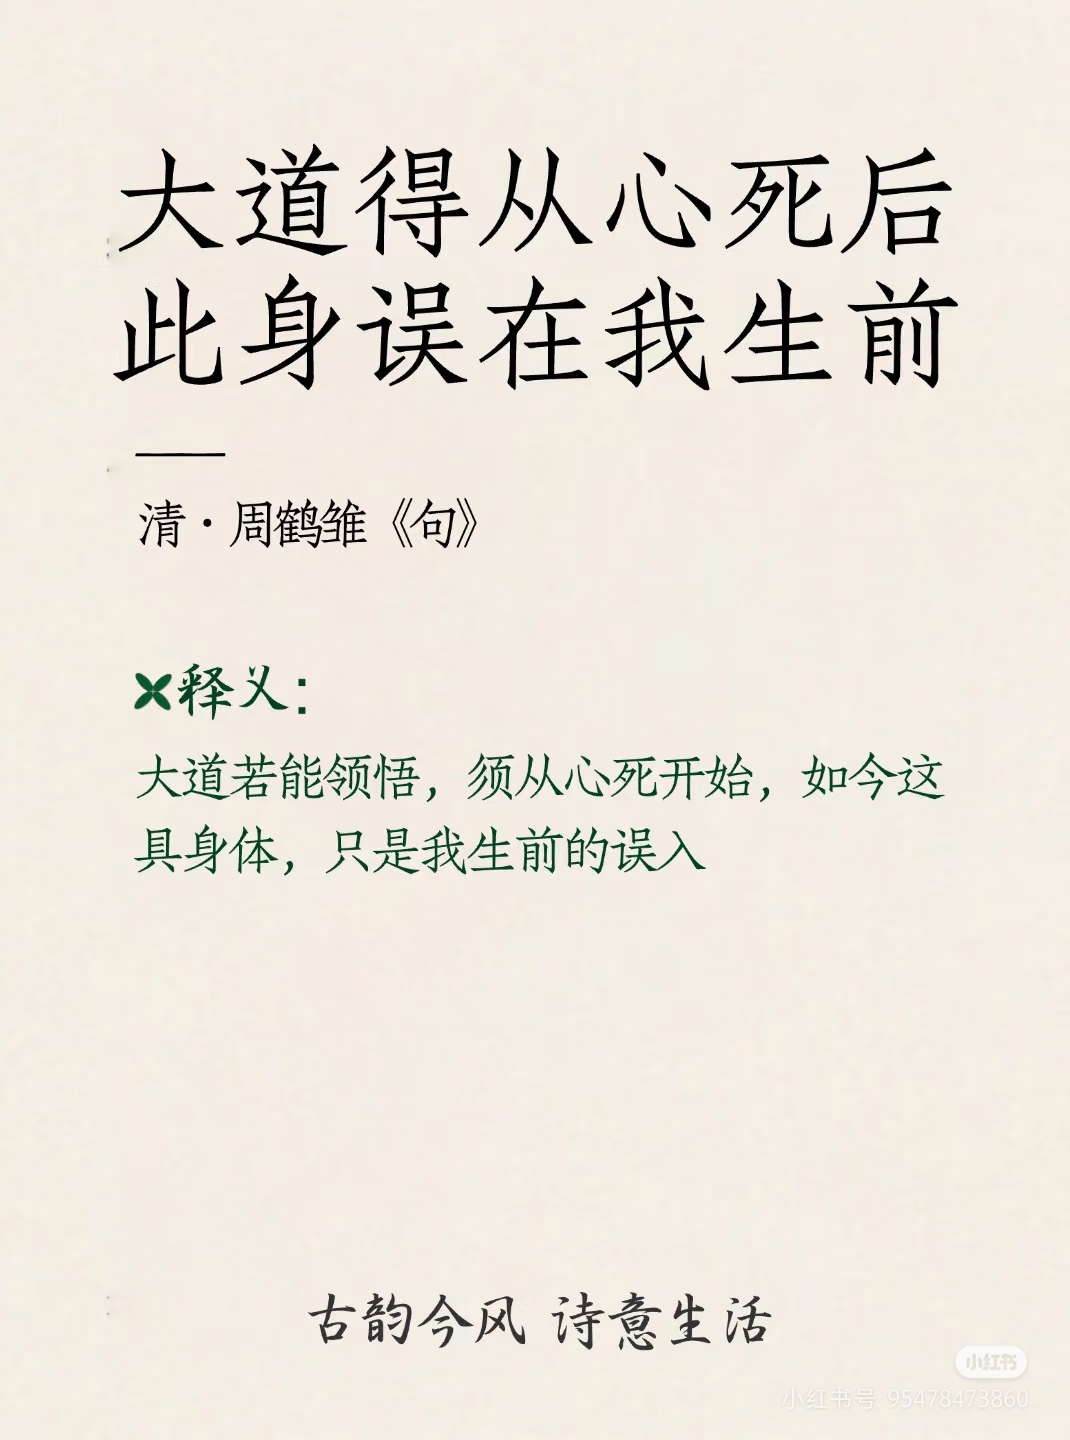 大道得从心死后
此身误在我生前
清·周鹤雏《句》
释义：
大道若能领悟，须从心死开始，如今这
具身体，只是我生前的误入
古韵今风 诗意生活
小红书
小红书号 95478473860